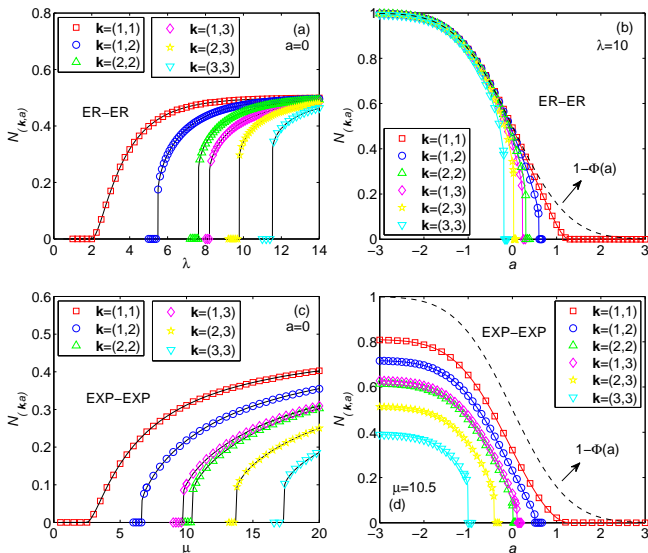 k=(1,1)
k=(1,2)
k=(2,2)
k=(1,3)
k=(2,3)
k=(3,3)
(a)
a=0
ER−ER
N(k,a)
0.8
0.6
0.4
0.2
0
0 2 4 6 8 10 12 14
λ
(b)
λ=10
ER−ER
k=(1,1)
k=(1,2)
k=(2,2)
k=(1,3)
k=(2,3)
k=(3,3)
1−Φ(a)
N(k,a)
1
0.8
0.6
0.4
0.2
0
−3 −2 −1 0 1 2 3
a
(c)
k=(1,1)
k=(1,2)
k=(2,2)
k=(1,3)
k=(2,3)
k=(3,3)
a=0
EXP−EXP
N(k,a)
0.6
0.5
0.4
0.3
0.2
0.1
0
0 5 10 15 20
μ
EXP−EXP
k=(1,1)
k=(1,2)
k=(2,2)
k=(1,3)
k=(2,3)
k=(3,3)
1−Φ(a)
μ=10.5
(d)
N(k,a)
1
0.8
0.6
0.4
0.2
0
−3 −2 −1 0 1 2 3
a